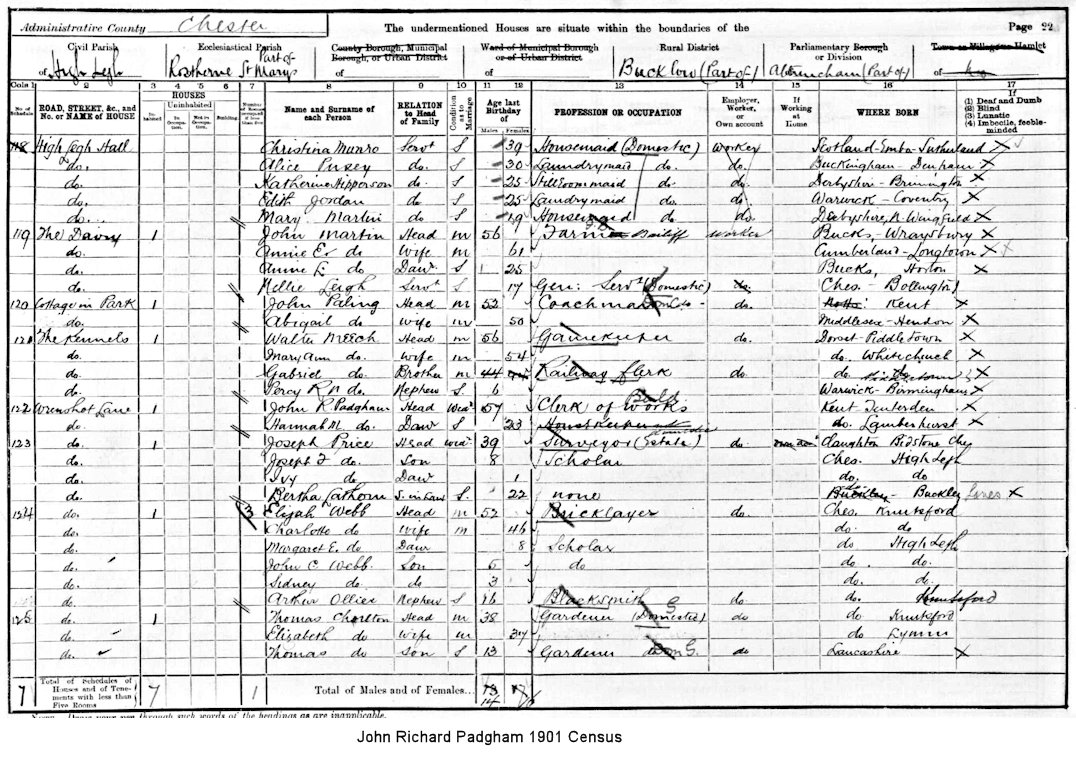 Administrative County Chester The undermentioned Houses are situate within the boundaries of the Page 22
Civil Parish Ecclesiastical Parish County Borough, Municipal Ward of Municipal Borough Rural District Parliamentary Borough Town or Village or Hamlet
Part of Borough, or Urban District or of Urban District or Division
of High Legh Rostherne St Marys of of Bucklow (Part of) Altrincham (Part of) of
Cols 1 2 3 4 5 6 7 8 9 10 11 12 13 14 15 16 17
No. of Schedule ROAD, STREET, &c., and No. or NAME of HOUSE HOUSES Inhabited Uninhabited In Occupation. Not in Occupation. Building. Number of Rooms occupied if less than five Name and Surname of each Person RELATION to Head of Family Condition as to Marriage Age last Birthday of Males Females PROFESSION OR OCCUPATION Employer, Worker, or Own account If Working at Home WHERE BORN If (1) Deaf and Dumb (2) Blind (3) Lunatic (4) Imbecile, feeble-minded
118 High Legh Hall Christina Munro Servt S 39 Housemaid (Domestic) Worker Scotland - Sutherland X
do. Alice Pusey do S 30 Laundrymaid do. do. Buckingham - Denham X
do. Katherine Hipperson do. S 25 Stillroommaid do. do. Derbyshire - Brimington X
do. Edith Jordan do S 25 Laundrymaid do. do. Warwick - Coventry X
do. Mary Martin do S 19 Housemaid do do. Derbyshire, N. Wingfield X
119 The Dairy 1 John Martin Head m 56 Farm Bailiff Worker Bucks, - Wraysbury X
do. Annie E. do Wife m 61 Cumberland - Longtown X
do. Annie E. do Daur S 25 Bucks, Horton X
do. Nellie Leigh Servt S 17 Gen: Servt (Domestic) do. Ches - Bollington
120 Cottage in Park 1 John Paling Head m 52 Coachman do. Notts: Kent X
do. Abigail do Wife m 50 Middlesex - Hendon X
121 The Kennels 1 Walter Meech Head m 56 Gamekeeper do. Dorset - Piddletown X
do. Mary Ann do. Wife m 54 do. Whitechurch X
do. Gabriel do. Brother m 44 Railway Clerk do. do X
do. Percy do. Nephew S 6 Warwick - Birmingham X
122 Wrenshot Lane 1 John R. Padgham Head Widr 57 Clerk of Works Build Kent Tenterden X
do. Hannah M. do. Daur S 23 Housekeeper do. Lamberhurst X
123 do. 1 Joseph Price Head Widr 39 Surveyor (Estate) do Claughton Bidstone Ches
do. Joseph F. do. Son 8 Scholar Ches. High Legh
do. Ivy do Daur 1 do. do
do. Bertha Cathorn S. in law S. 22 none Buckley X
124 do. 1 3 Elijah Webb Head m 52 Bricklayer do Ches. Knutsford
do. Charlotte do Wife m 46 do. do
do. Margaret E. do Daur 8 Scholar do High Legh
do. John C Webb. Son 5 do do. do.
do. Sidney do do 3 do. do.
do. Arthur Ollier Nephew S 16 Blacksmith do do. Knutsford
125 do. 1 Thomas Chorlton Head m 38 Gardener (Domestic) G do do Knutsford
do. Elizabeth do Wife m 34 do Lymm
do. Thomas do Son S 13 Gardener do G. do Lancashire X
7 Total of Schedules of Houses and of Tenements with less than Five Rooms 7 1 Total of Males and of Females... 14
NOTE.—Draw your pen through such words of the headings as are inapplicable.
John Richard Padgham 1901 Census